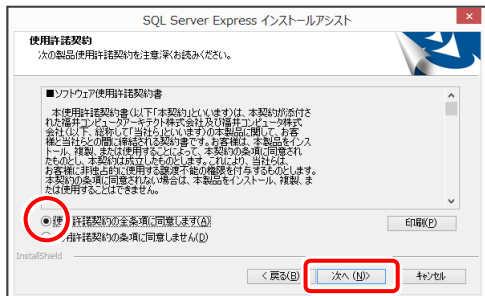 SQL Server Express インストールアシスト
使用許諾契約
次の製品使用許諾契約を注意深くお読みください。
■ソフトウェア使用許諾契約書
本使用許諾契約書(以下「本契約」といいます)は、本契約が添付さ
れた福井コンピュータアーキテクト株式会社及び福井コンピュータ株式
会社(以下、総称して「当社ら」といいます)の本製品に関して、お客
様と当社らとの間に締結される契約書です。お客様は、本製品をインス
トール、複製、または使用することによって、本契約の条項に同意され
たものとし、本契約は成立したものとします。これにより、当社らは、
お客様に非独占的に使用する譲渡不能の権限を付与するものとします。
本契約の条項に同意されない場合は、本製品をインストール、複製、ま
たは使用することはできません。
許諾契約の全条項に同意します(A)
印刷(P)
許諾契約の条項に同意しません(D)
InstallShield
< 戻る(B)
次へ (N)>
キャンセル